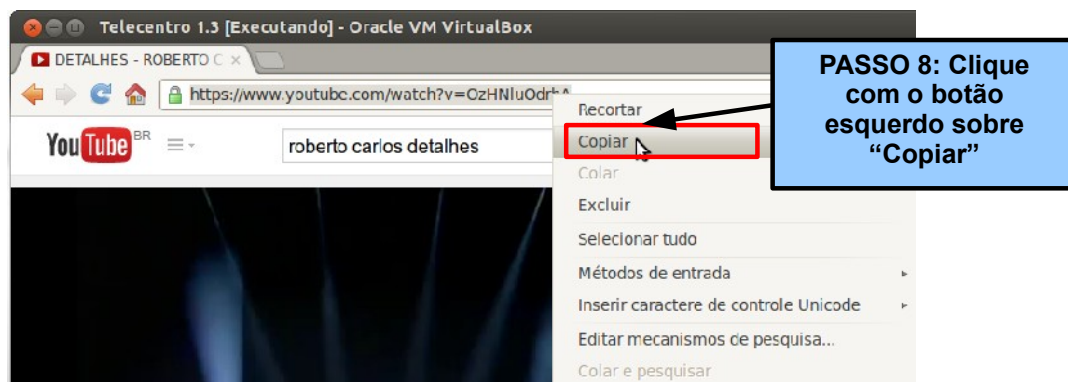 Telecentro 1.3 [Executando] - Oracle VM VirtualBox
DETALHES - ROBERTO C
https://www.youtube.com/watch?v=OzHNluOdrhA
YouTube BR
roberto carlos detalhes
Recortar
Copiar
Colar
Excluir
Selecionar tudo
Métodos de entrada
Inserir caractere de controle Unicode
Editar mecanismos de pesquisa...
Colar e pesquisar
PASSO 8: Clique
com o botão
esquerdo sobre
“Copiar”